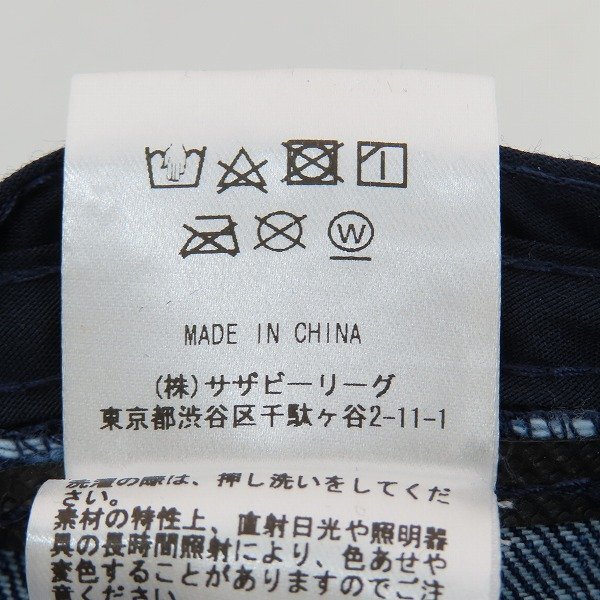 W
MADE IN CHINA
(株)サザビーリーグ
東京都渋谷区千駄ヶ谷2-11-1
洗濯の際は、押し洗いをしてくだ
さい。
素材の特性上、直射日光や照明器
具の長時間照射により、色あせや
変色することがありますのでご注
意ください。